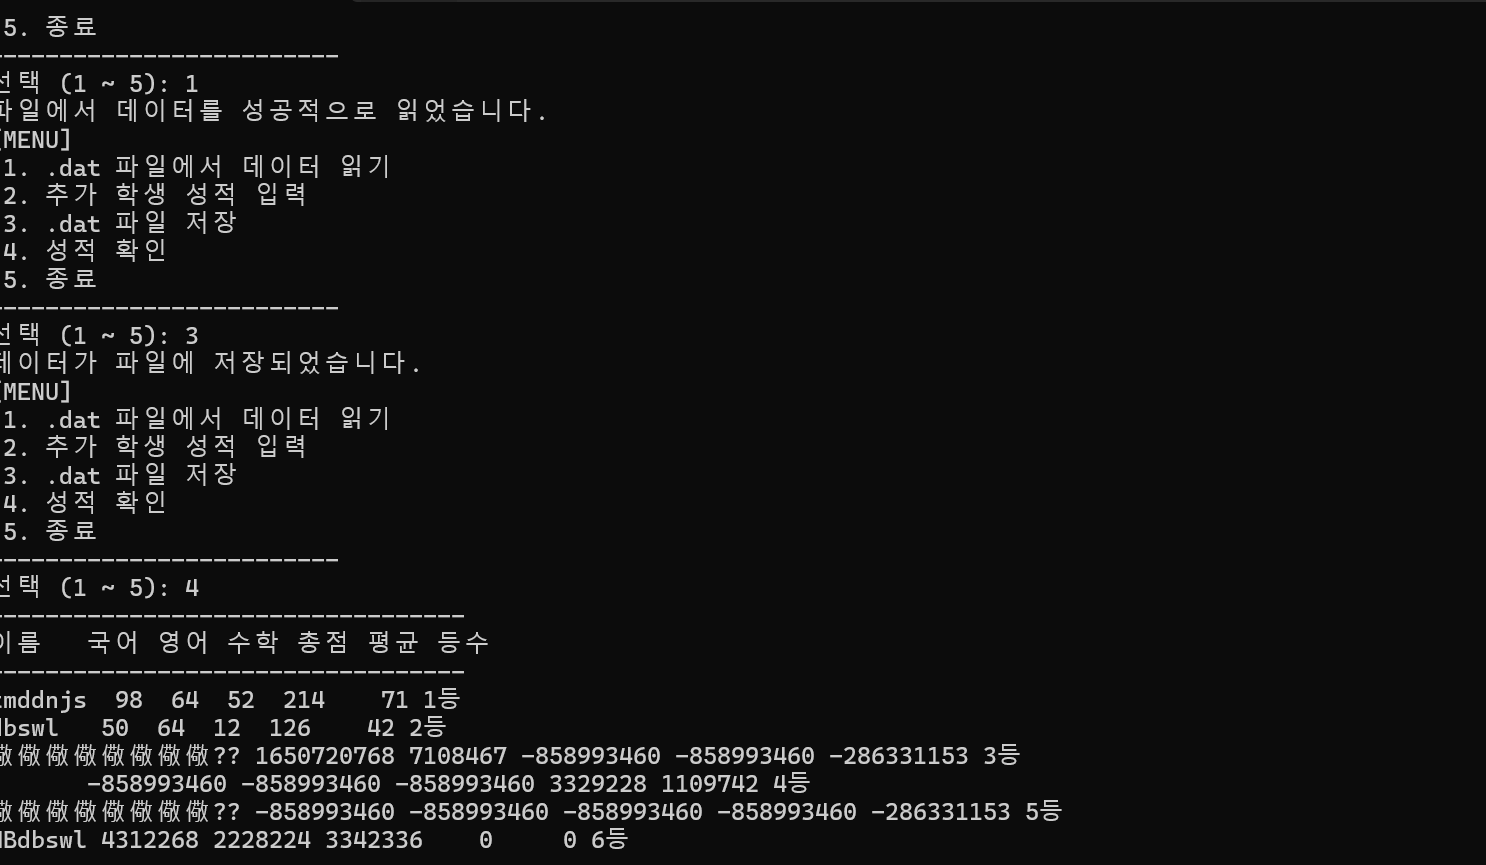 5. 종료
-------------------------
선택 (1 ~ 5): 1
파일에서 데이터를 성공적으로 읽었습니다.
[MENU]
1. .dat 파일에서 데이터 읽기
2. 추가 학생 성적 입력
3. .dat 파일 저장
4. 성적 확인
5. 종료
-------------------------
선택 (1 ~ 5): 3
데이터가 파일에 저장되었습니다.
[MENU]
1. .dat 파일에서 데이터 읽기
2. 추가 학생 성적 입력
3. .dat 파일 저장
4. 성적 확인
5. 종료
-------------------------
선택 (1 ~ 5): 4
----------------------------------
이름 국어 영어 수학 총점 평균 등수
----------------------------------
tmddnjs 98 64 52 214 71 1등
dbswl 50 64 12 126 42 2등
儆儆儆儆儆儆儆儆?? 1650720768 7108467 -858993460 -858993460 -286331153 3등
-858993460 -858993460 -858993460 3329228 1109742 4등
儆儆儆儆儆儆儆儆?? -858993460 -858993460 -858993460 -858993460 -286331153 5등
Bdbswl 4312268 2228224 3342336 0 0 6등